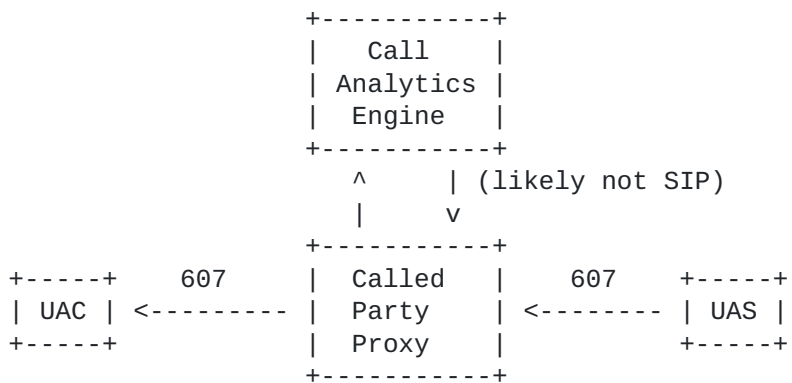 +-----------+
|   Call    |
| Analytics |
|  Engine   |
+-----------+
^     | (likely not SIP)
|     v
+-----------+
+-----+    607     |  Called   |    607    +-----+
| UAC | <--------- |  Party    | <-------- | UAS |
+-----+            |  Proxy    |           +-----+
+-----------+